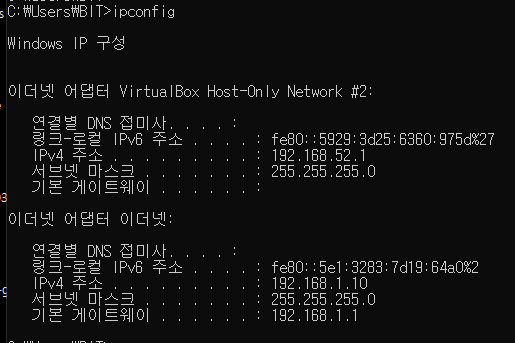 C:\Users\BIT>ipconfig
Windows IP 구성
이더넷 어댑터 VirtualBox Host-Only Network #2:
연결별 DNS 접미사. . . . :
링크-로컬 IPv6 주소 . . . . : fe80::5929:3d25:6360:975d%27
IPv4 주소 . . . . . . . . . : 192.168.52.1
서브넷 마스크 . . . . . . . : 255.255.255.0
기본 게이트웨이 . . . . . . :
이더넷 어댑터 이더넷:
연결별 DNS 접미사. . . . :
링크-로컬 IPv6 주소 . . . . : fe80::5e1:3283:7d19:64a0%2
IPv4 주소 . . . . . . . . . : 192.168.1.10
서브넷 마스크 . . . . . . . : 255.255.255.0
기본 게이트웨이 . . . . . . : 192.168.1.1